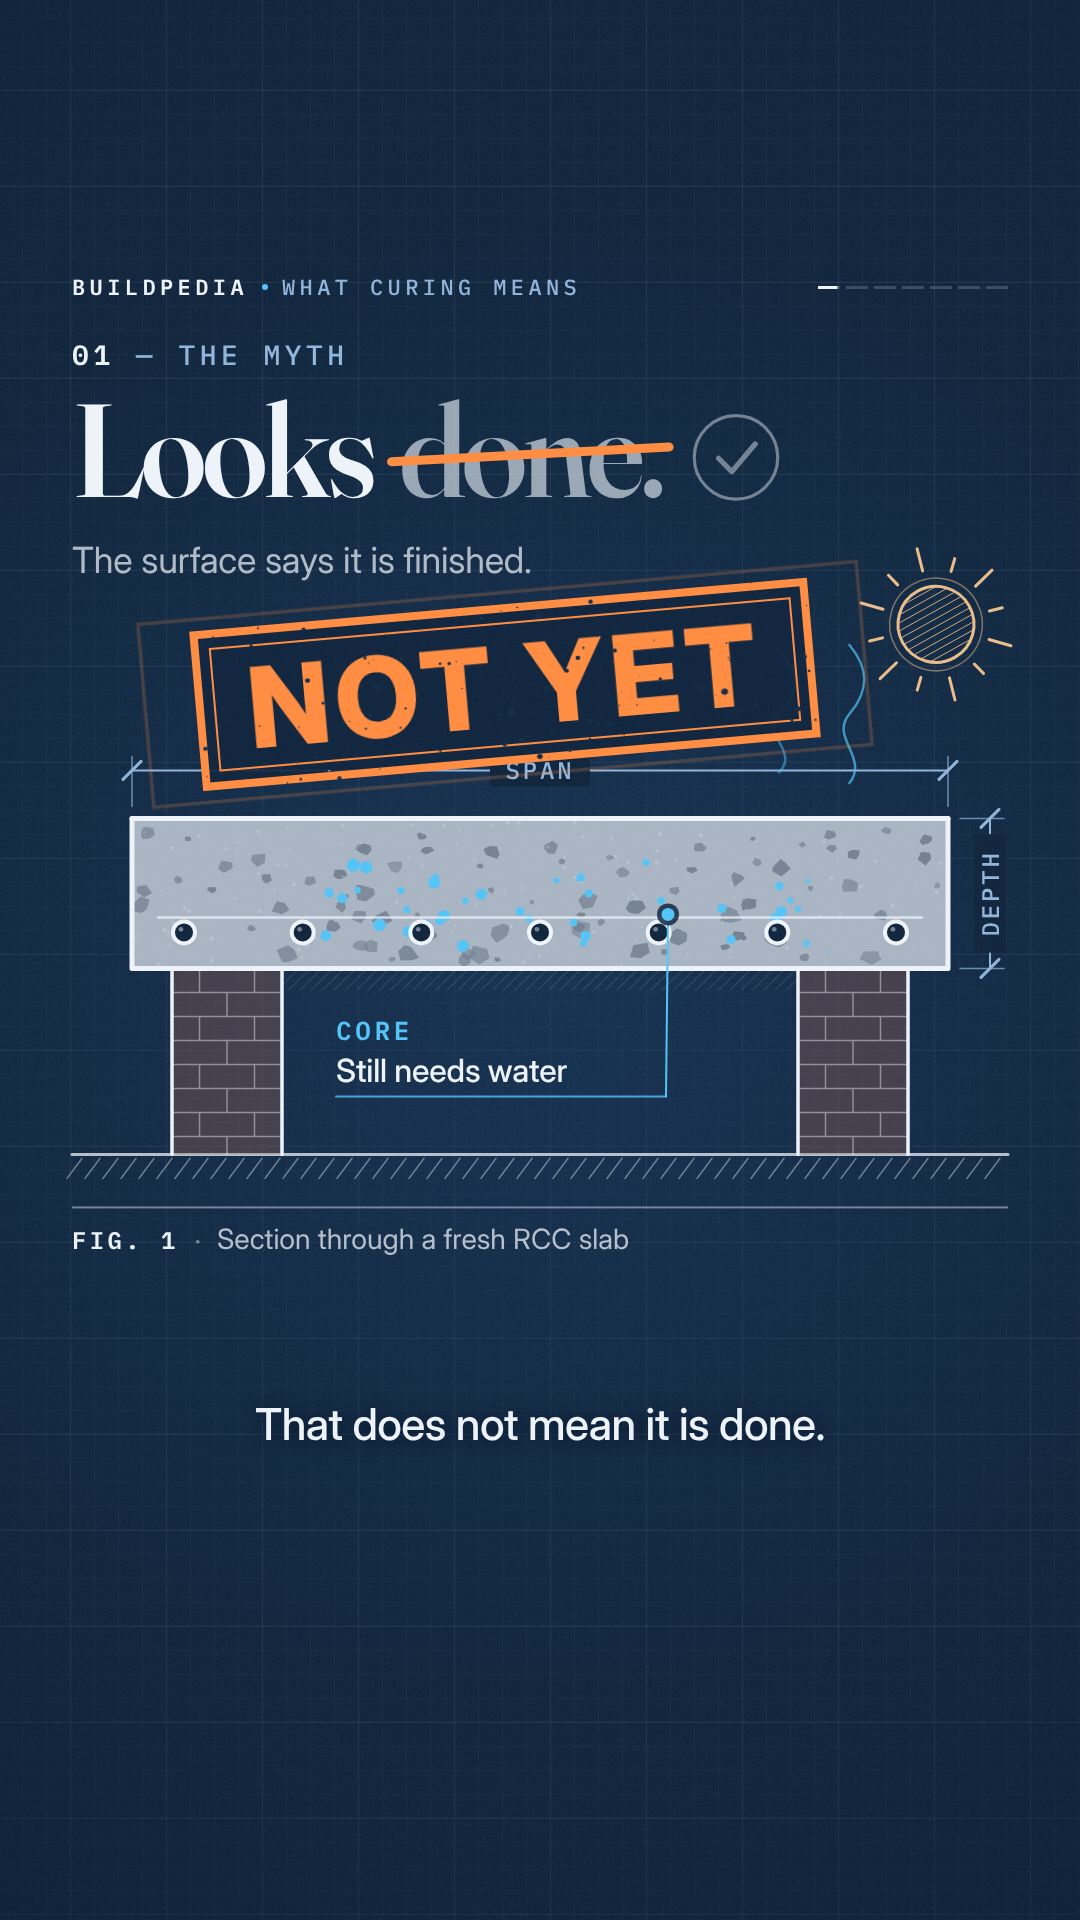 BUILDPEDIA • WHAT CURING MEANS
01 — THE MYTH
Looks done.
The surface says it is finished.
NOT YET
SPAN
DEPTH
CORE
Still needs water
FIG. 1 · Section through a fresh RCC slab
That does not mean it is done.